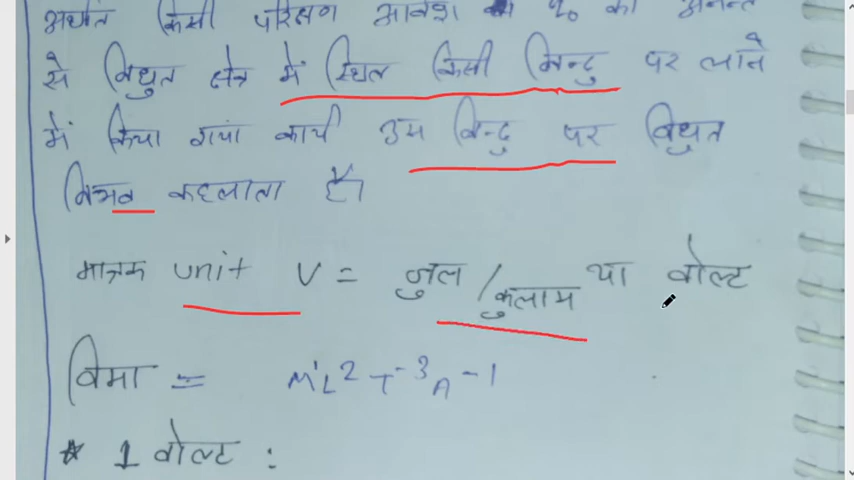 अर्थात किसी परिक्षण आवेश q₀ को अनन्त
से विधुत क्षेत्र में स्थित किसी बिन्दु पर लाने
में किया गया कार्य उस बिन्दु पर विधुत
विभव कहलाता है।
मात्रक unit V = जुल / कुलाम या वोल्ट
विमा = M¹L²T⁻³A⁻¹
* 1 वोल्ट :